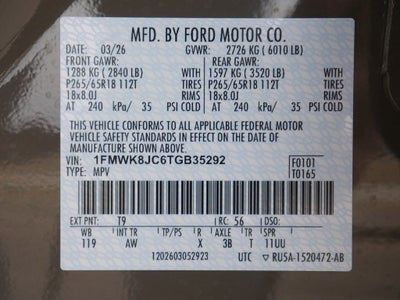 MFD. BY FORD MOTOR CO.
DATE: 03/26 GVWR: 2726 KG ( 6010 LB)
FRONT GAWR: REAR GAWR:
1288 KG ( 2840 LB) WITH 1597 KG ( 3520 LB) WITH
P265/65R18 112T TIRES P265/65R18 112T TIRES
18x8.0J RIMS 18x8.0J RIMS
AT 240 kPa/ 35 PSI COLD AT 240 kPa/ 35 PSI COLD
THIS VEHICLE CONFORMS TO ALL APPLICABLE FEDERAL MOTOR
VEHICLE SAFETY STANDARDS IN EFFECT ON THE DATE OF
MANUFACTURE SHOWN ABOVE.
VIN: 1FMWK8JC6TGB35292 F0101
TYPE: MPV T0165
EXT PNT: T9 RC: 56 DSO:
WB INT TR TP/PS R AXLE TR SPR
119 AW X 3B T 11UU
1202603052923 UTC ▽ RU5A-1520472-AB